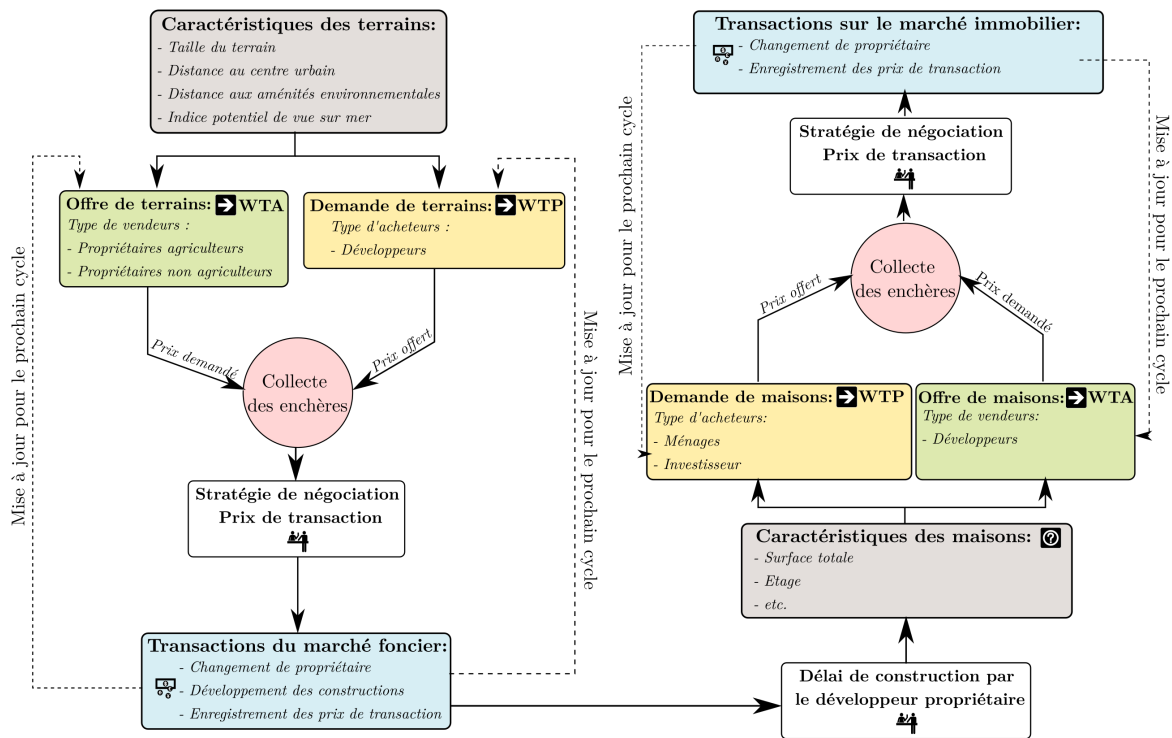 Caractéristiques des terrains:
- Taille du terrain
- Distance au centre urbain
- Distance aux aménités environnementales
- Indice potentiel de vue sur mer
Offre de terrains: WTA
Type de vendeurs :
- Propriétaires agriculteurs
- Propriétaires non agriculteurs
Demande de terrains: WTP
Type d'acheteurs :
- Développeurs
Prix demandé
Prix offert
Collecte
des enchères
Stratégie de négociation
Prix de transaction
Transactions du marché foncier:
- Changement de propriétaire
- Développement des constructions
- Enregistrement des prix de transaction
Mise à jour pour le prochain cycle
Mise à jour pour le prochain cycle
Transactions sur le marché immobilier:
- Changement de propriétaire
- Enregistrement des prix de transaction
Stratégie de négociation
Prix de transaction
Collecte
des enchères
Prix offert
Prix demandé
Demande de maisons: WTP
Type d'acheteurs:
- Ménages
- Investisseur
Offre de maisons: WTA
Type de vendeurs:
- Développeurs
Caractéristiques des maisons:
- Surface totale
- Etage
- etc.
Délai de construction par
le développeur propriétaire
Mise à jour pour le prochain cycle
Mise à jour pour le prochain cycle